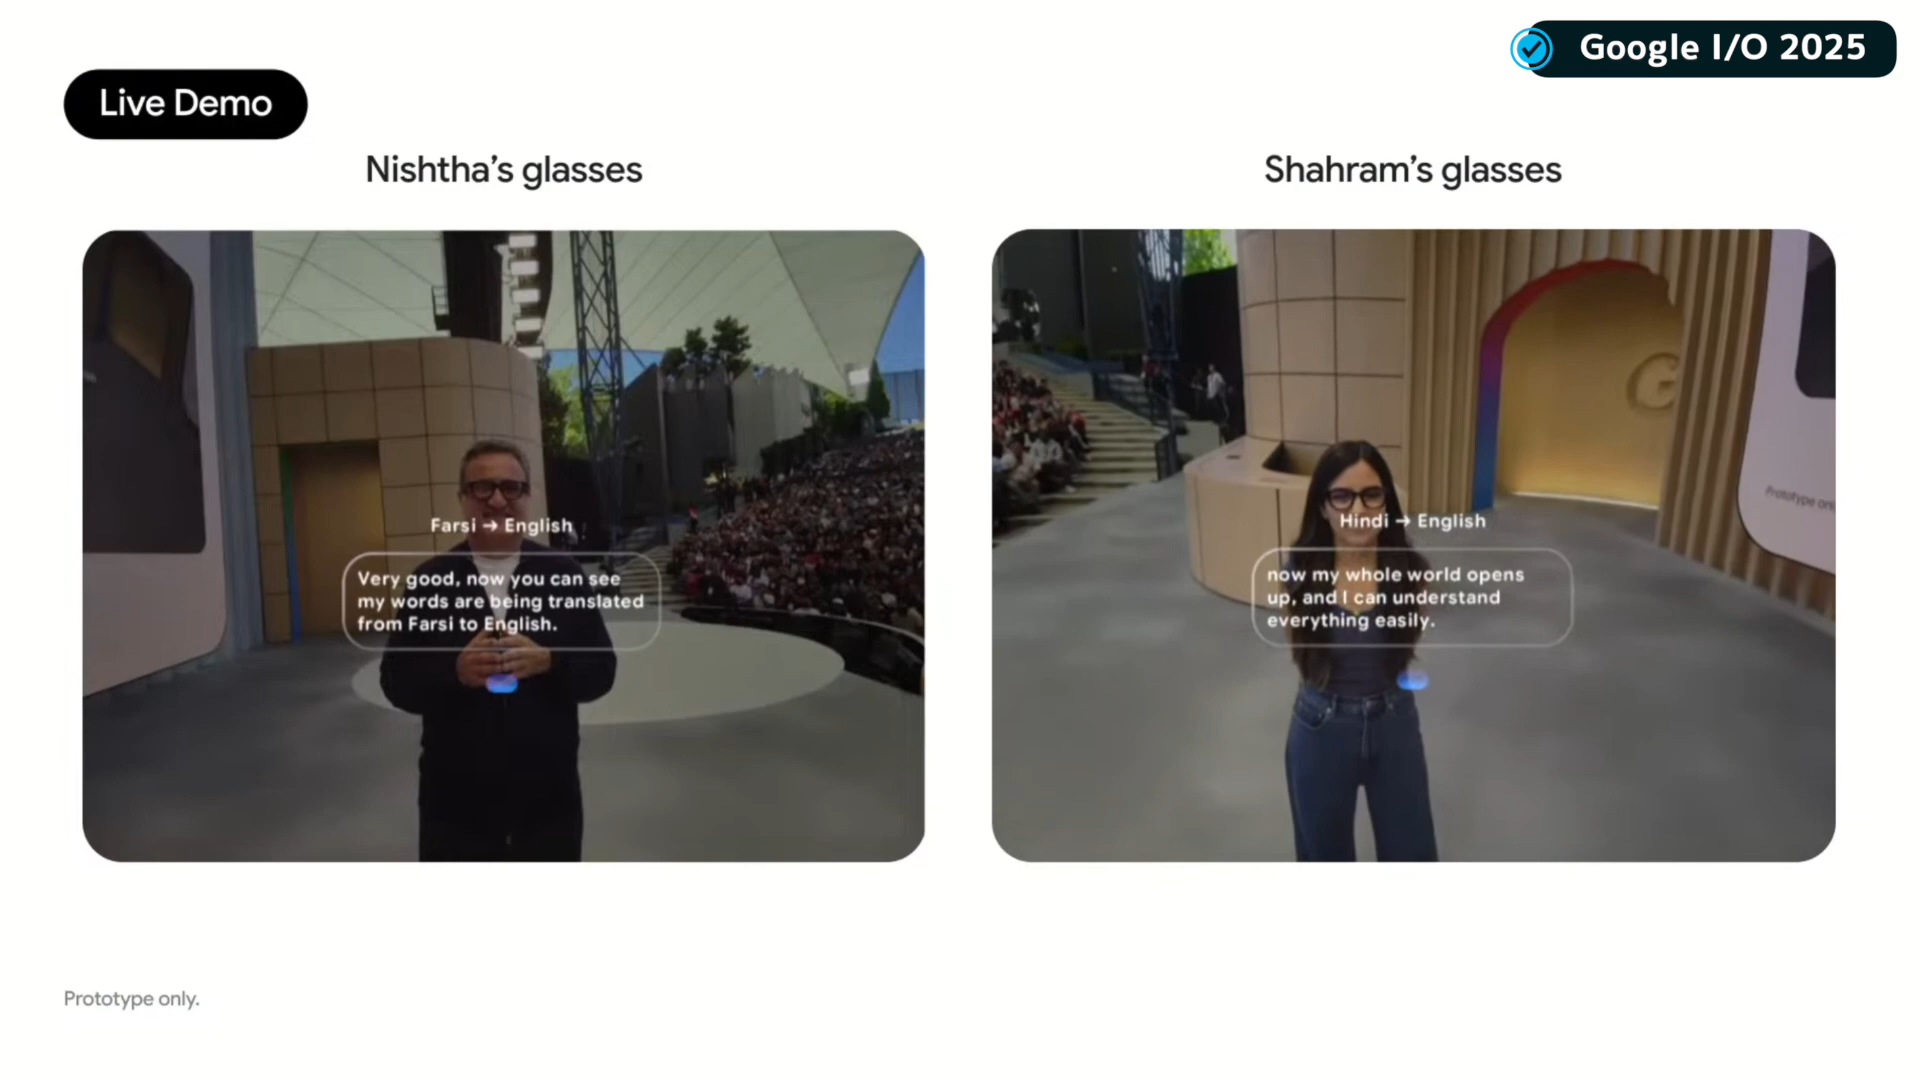 Google I/O 2025
Live Demo
Nishtha’s glasses
Shahram’s glasses
Farsi → English
Very good, now you can see
my words are being translated
from Farsi to English.
Hindi → English
now my whole world opens
up, and I can understand
everything easily.
G
Prototype only
Prototype only.